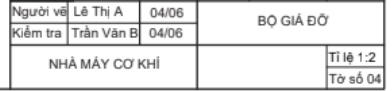 Người vẽ Lê Thị A 04/06 BỘ GIÁ ĐỠ
Kiểm tra Trần Văn B 04/06
NHÀ MÁY CƠ KHÍ Tỉ lệ 1:2
Tờ số 04